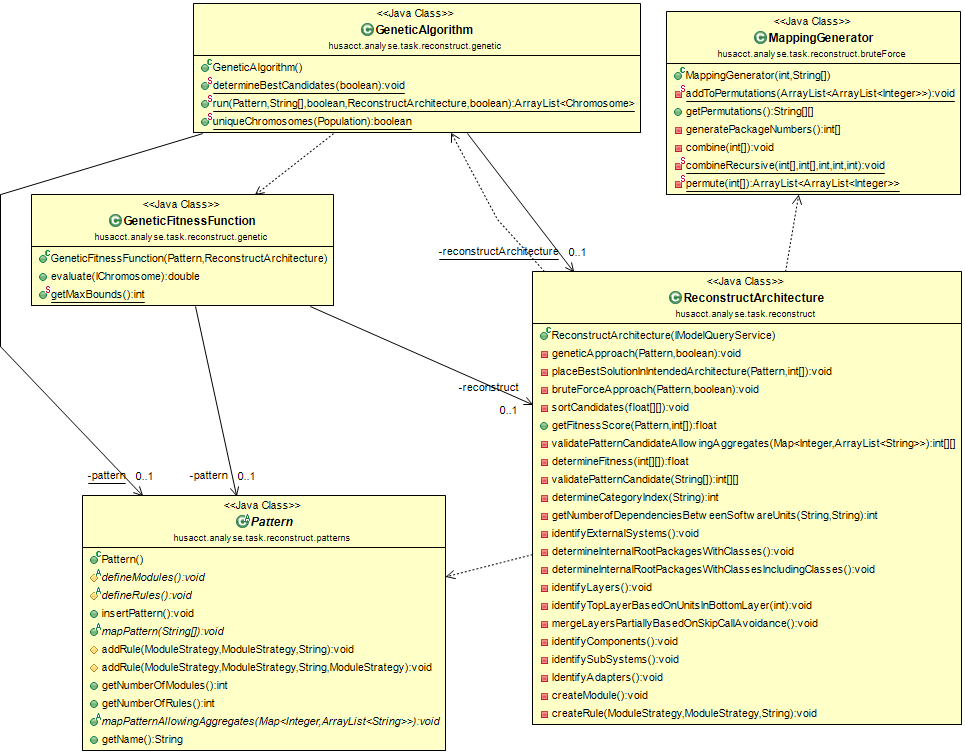 <<Java Class>>
GeneticAlgorithm
husacct.analyse.task.reconstruct.genetic
GeneticAlgorithm()
determineBestCandidates(boolean):void
run(Pattern,String[],boolean,ReconstructArchitecture,boolean):ArrayList<Chromosome>
uniqueChromosomes(Population):boolean
<<Java Class>>
MappingGenerator
husacct.analyse.task.reconstruct.bruteForce
MappingGenerator(int,String[])
addToPermutations(ArrayList<ArrayList<Integer>>):void
getPermutations():String[][]
generatePackageNumbers():int[]
combine(int[]):void
combineRecursive(int[],int[],int,int,int):void
permute(int[]):ArrayList<ArrayList<Integer>>
<<Java Class>>
GeneticFitnessFunction
husacct.analyse.task.reconstruct.genetic
GeneticFitnessFunction(Pattern,ReconstructArchitecture)
evaluate(IChromosome):double
getMaxBounds():int
-reconstructArchitecture 0..1
<<Java Class>>
ReconstructArchitecture
husacct.analyse.task.reconstruct
ReconstructArchitecture(IModelQueryService)
geneticApproach(Pattern,boolean):void
placeBestSolutionInIntendedArchitecture(Pattern,int[]):void
bruteForceApproach(Pattern,boolean):void
sortCandidates(float[][]):void
getFitnessScore(Pattern,int[]):float
validatePatternCandidateAllowingAggregates(Map<Integer,ArrayList<String>>):int[][]
determineFitness(int[][]):float
validatePatternCandidate(String[]):int[][]
determineCategoryIndex(String):int
getNumberofDependenciesBetweenSoftwareUnits(String,String):int
identifyExternalSystems():void
determineInternalRootPackagesWithClasses():void
determineInternalRootPackagesWithClassesIncludingClasses():void
identifyLayers():void
identifyTopLayerBasedOnUnitsInBottomLayer(int):void
mergeLayersPartiallyBasedOnSkipCallAvoidance():void
identifyComponents():void
identifySubSystems():void
IdentifyAdapters():void
createModule():void
createRule(ModuleStrategy,ModuleStrategy,String):void
-reconstruct
0..1
-pattern 0..1
-pattern 0..1
<<Java Class>>
Pattern
husacct.analyse.task.reconstruct.patterns
Pattern()
defineModules():void
defineRules():void
insertPattern():void
mapPattern(String[]):void
addRule(ModuleStrategy,ModuleStrategy,String):void
addRule(ModuleStrategy,ModuleStrategy,String,ModuleStrategy):void
getNumberOfModules():int
getNumberOfRules():int
mapPatternAllowingAggregates(Map<Integer,ArrayList<String>>):void
getName():String